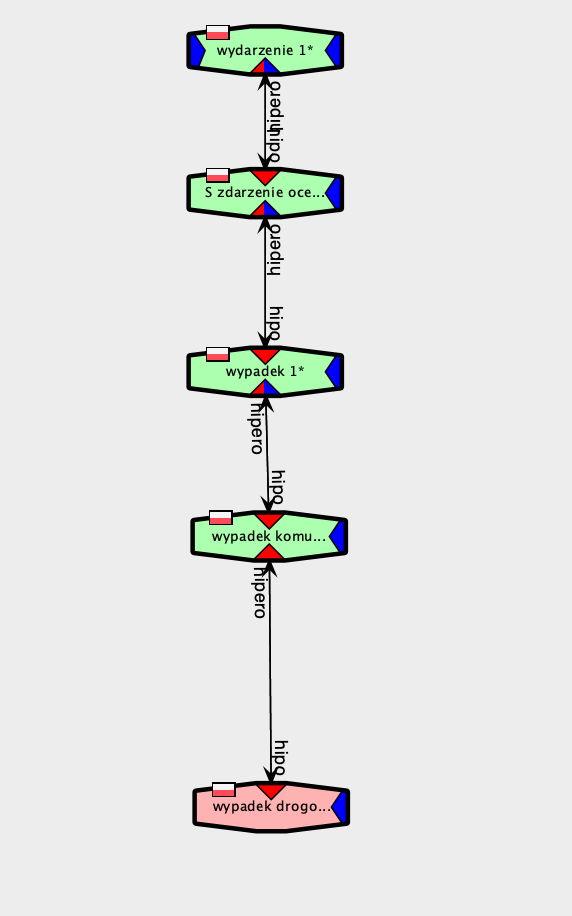 wydarzenie 1*
hipero
hipo
S zdarzenie oce...
hipero
hipo
wypadek 1*
hipero
hipo
wypadek komu...
hipero
hipo
wypadek drogo...